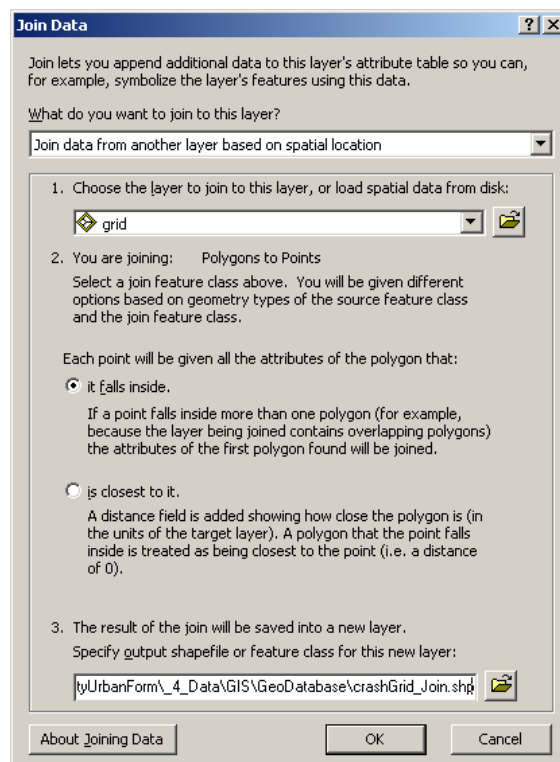 Join Data
Join lets you append additional data to this layer's attribute table so you can,
for example, symbolize the layer's features using this data.
What do you want to join to this layer?
Join data from another layer based on spatial location
1. Choose the layer to join to this layer, or load spatial data from disk:
grid
2. You are joining: Polygons to Points
Select a join feature class above. You will be given different
options based on geometry types of the source feature class
and the join feature class.
Each point will be given all the attributes of the polygon that:
it falls inside.
If a point falls inside more than one polygon (for example,
because the layer being joined contains overlapping polygons)
the attributes of the first polygon found will be joined.
is closest to it.
A distance field is added showing how close the polygon is (in
the units of the target layer). A polygon that the point falls
inside is treated as being closest to the point (i.e. a distance
of 0).
3. The result of the join will be saved into a new layer.
Specify output shapefile or feature class for this new layer:
tyUrbanForm\_4_Data\GIS\GeoDatabase\crashGrid_Join.shp
About Joining Data OK Cancel